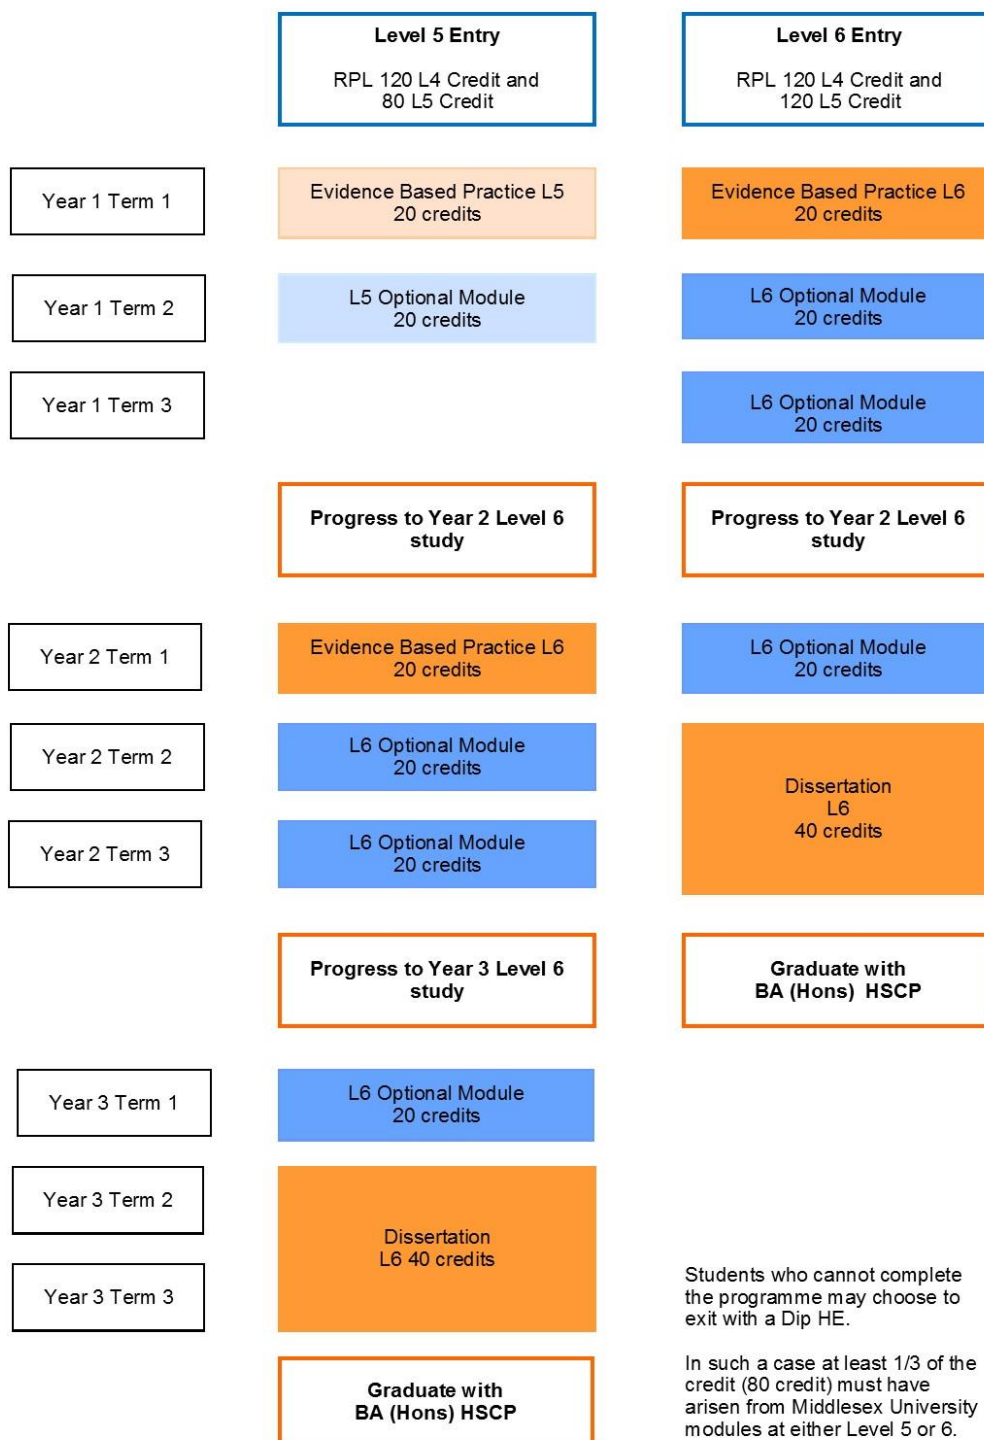 Level 5 Entry
RPL 120 L4 Credit and
80 L5 Credit
Level 6 Entry
RPL 120 L4 Credit and
120 L5 Credit
Year 1 Term 1
Evidence Based Practice L5
20 credits
Evidence Based Practice L6
20 credits
Year 1 Term 2
L5 Optional Module
20 credits
L6 Optional Module
20 credits
Year 1 Term 3
L6 Optional Module
20 credits
Progress to Year 2 Level 6
study
Progress to Year 2 Level 6
study
Year 2 Term 1
Evidence Based Practice L6
20 credits
L6 Optional Module
20 credits
Year 2 Term 2
L6 Optional Module
20 credits
Dissertation
L6
40 credits
Year 2 Term 3
L6 Optional Module
20 credits
Progress to Year 3 Level 6
study
Graduate with
BA (Hons) HSCP
Year 3 Term 1
L6 Optional Module
20 credits
Year 3 Term 2
Dissertation
L6 40 credits
Year 3 Term 3
Students who cannot complete
the programme may choose to
exit with a Dip HE.
In such a case at least 1/3 of the
credit (80 credit) must have
arisen from Middlesex University
modules at either Level 5 or 6.
Graduate with
BA (Hons) HSCP